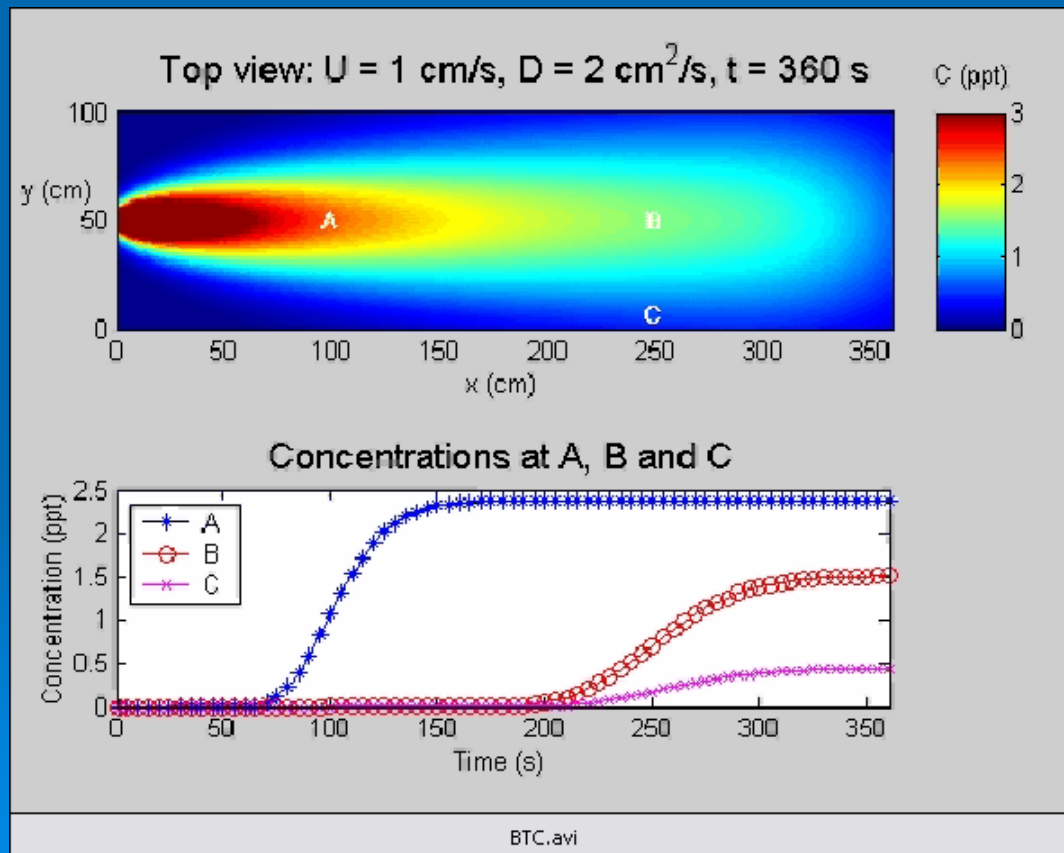 Top view: U = 1 cm/s, D = 2 cm²/s, t = 360 s
C (ppt)
100
y (cm)
50
0
A
B
C
3
2
1
0
0 50 100 150 200 250 300 350
x (cm)
Concentrations at A, B and C
2.5
2
1.5
1
0.5
0
Concentration (ppt)
A
B
C
0 50 100 150 200 250 300 350
Time (s)
BTC.avi